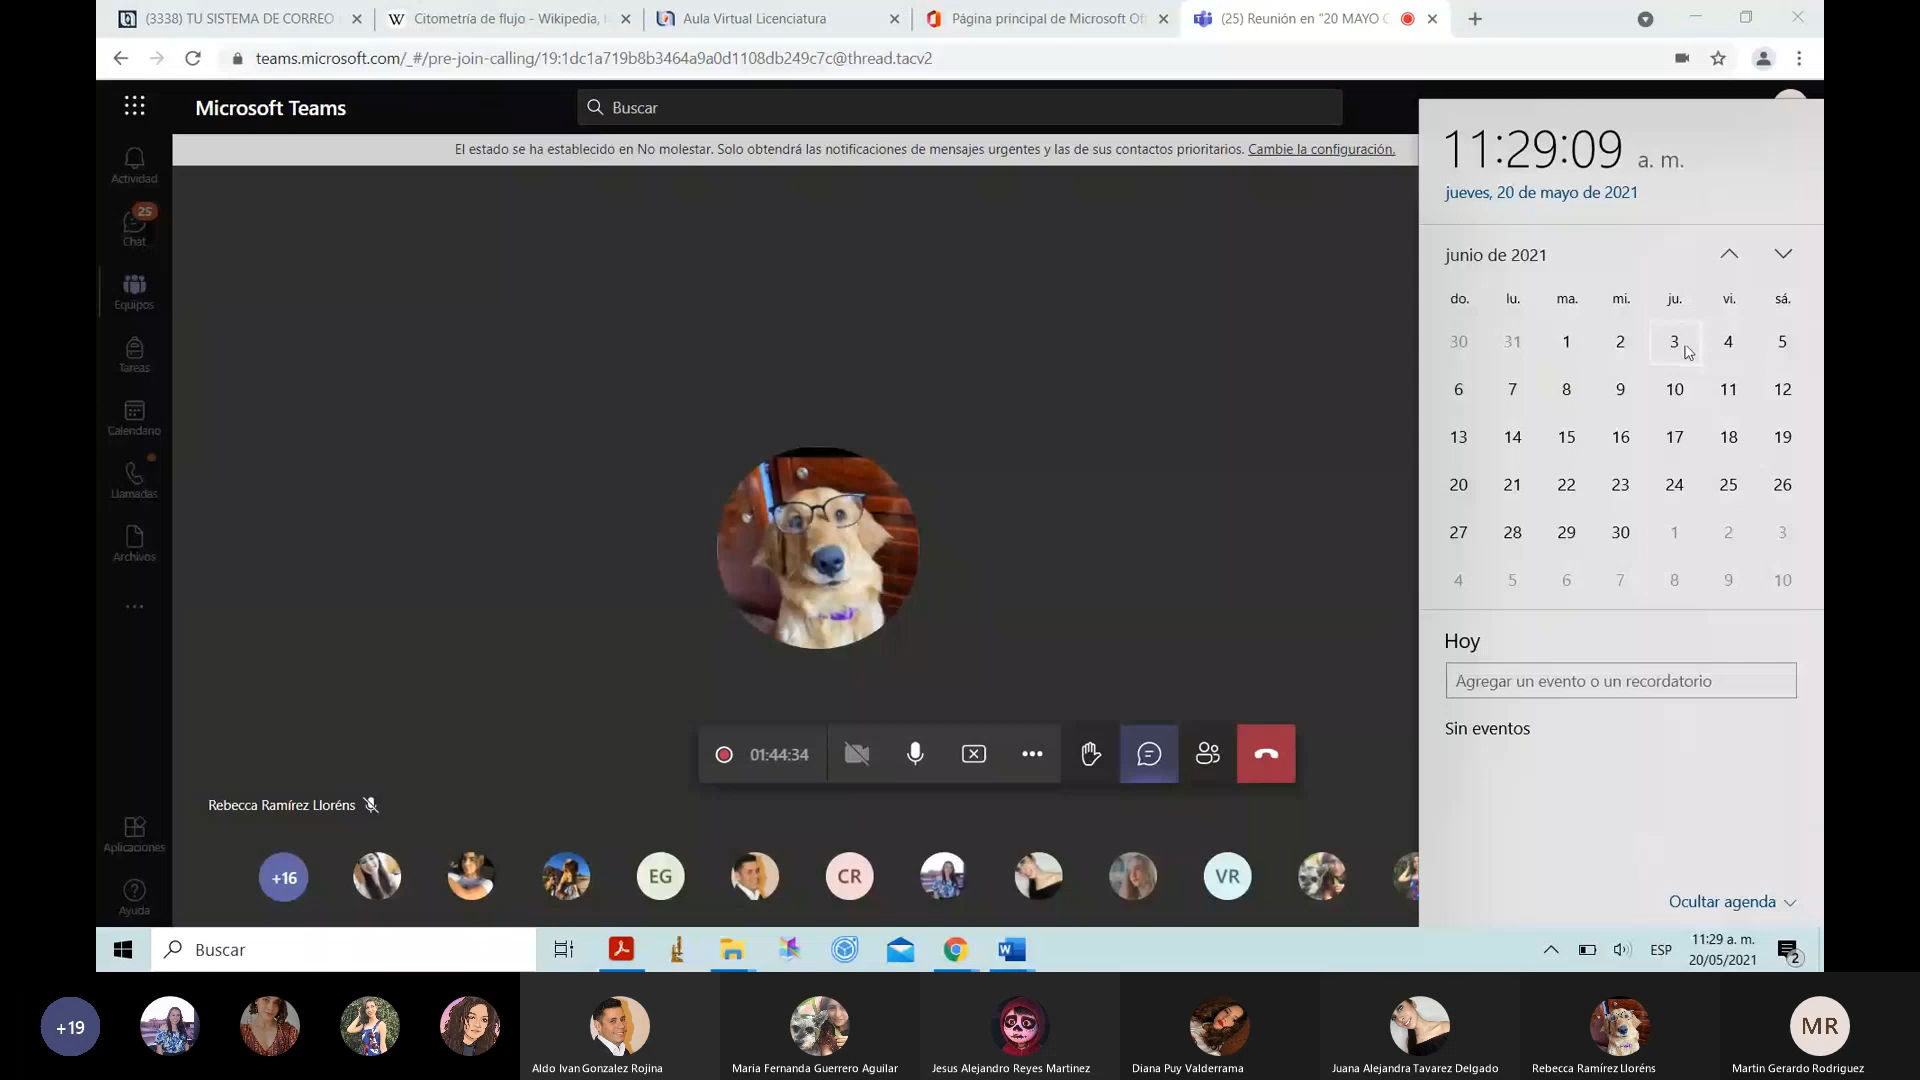 (3338) TU SISTEMA DE CORREO
Citometría de flujo - Wikipedia,
Aula Virtual Licenciatura
Página principal de Microsoft Of
(25) Reunión en "20 MAYO
teams.microsoft.com/_#/pre-join-calling/19:1dc1a719b8b3464a9a0d1108db249c7c@thread.tacv2
Microsoft Teams
Buscar
El estado se ha establecido en No molestar. Solo obtendrá las notificaciones de mensajes urgentes y las de sus contactos prioritarios. Cambie la configuración.
Actividad
25
Chat
Equipos
Tareas
Calendario
Llamadas
Archivos
Aplicaciones
Ayuda
01:44:34
Rebecca Ramírez Lloréns
+16
EG
CR
VR
11:29:09 a. m.
jueves, 20 de mayo de 2021
junio de 2021
do. lu. ma. mi. ju. vi. sá.
30 31 1 2 3 4 5
6 7 8 9 10 11 12
13 14 15 16 17 18 19
20 21 22 23 24 25 26
27 28 29 30 1 2 3
4 5 6 7 8 9 10
Hoy
Agregar un evento o un recordatorio
Sin eventos
Ocultar agenda
Buscar
ESP
11:29 a. m.
20/05/2021
2
+19
Aldo Ivan Gonzalez Rojina
Maria Fernanda Guerrero Aguilar
Jesus Alejandro Reyes Martinez
Diana Puy Valderrama
Juana Alejandra Tavarez Delgado
Rebecca Ramírez Lloréns
MR
Martin Gerardo Rodriguez